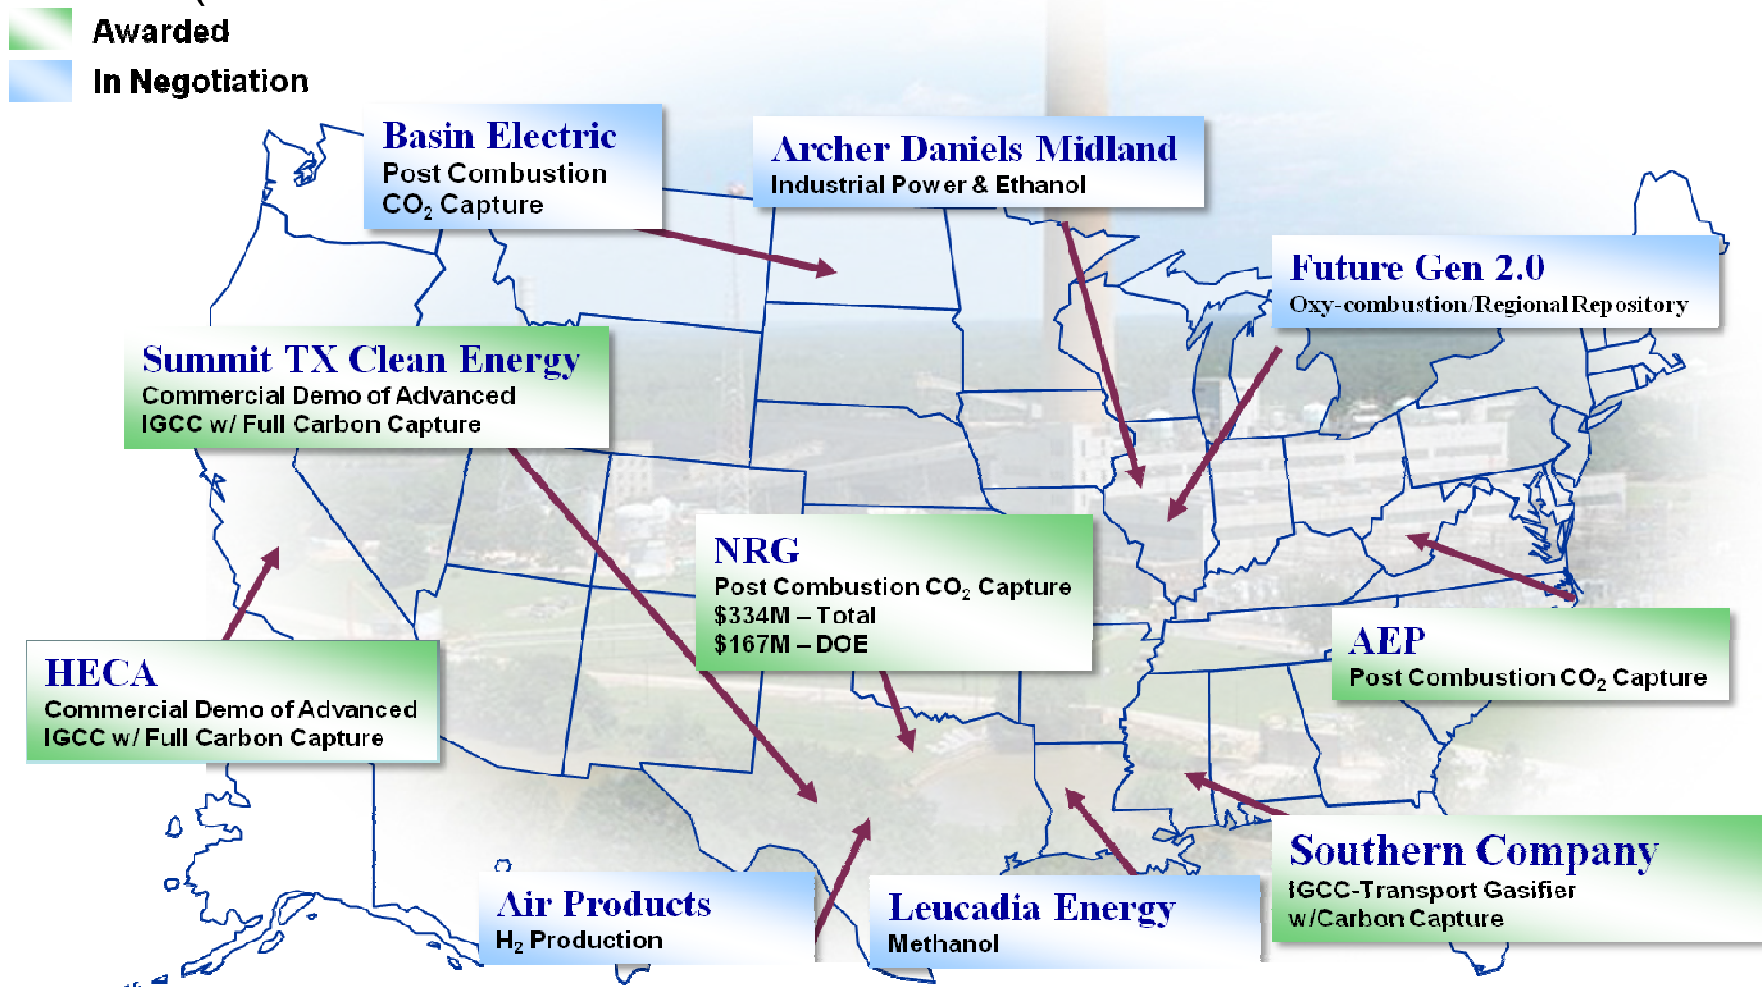 Awarded
In Negotiation
Basin Electric
Post Combustion
CO₂ Capture
Archer Daniels Midland
Industrial Power & Ethanol
Future Gen 2.0
Oxy-combustion/Regional Repository
Summit TX Clean Energy
Commercial Demo of Advanced
IGCC w/ Full Carbon Capture
NRG
Post Combustion CO₂ Capture
$334M – Total
$167M – DOE
AEP
Post Combustion CO₂ Capture
HECA
Commercial Demo of Advanced
IGCC w/ Full Carbon Capture
Southern Company
IGCC-Transport Gasifier
w/Carbon Capture
Air Products
H₂ Production
Leucadia Energy
Methanol